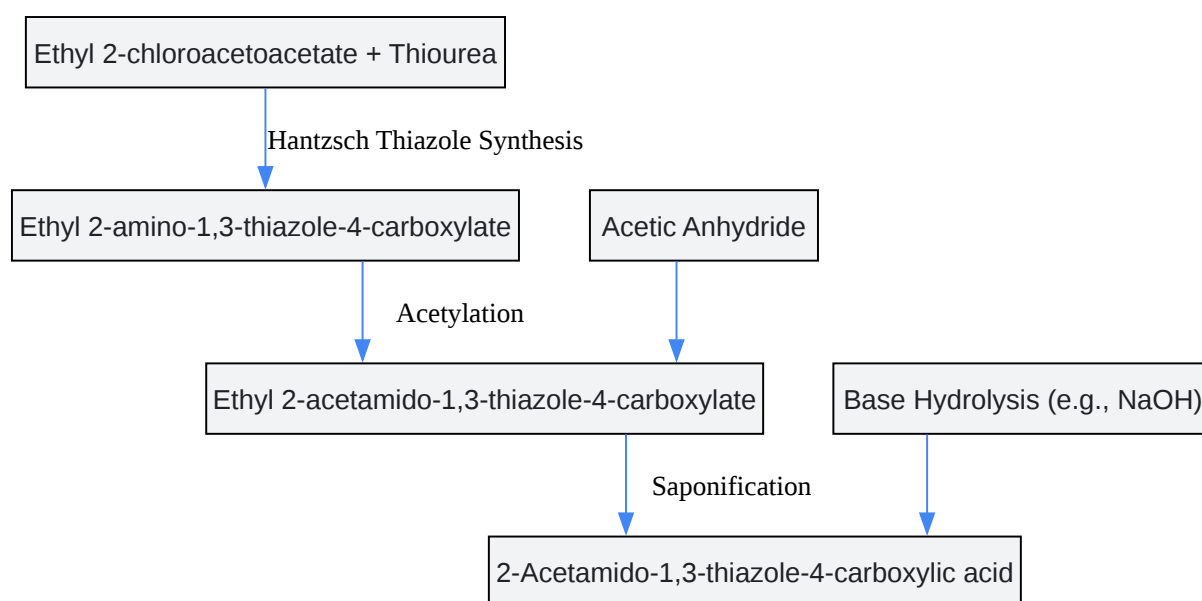 Ethyl 2-chloroacetoacetate + Thiourea
Hantzsch Thiazole Synthesis
Ethyl 2-amino-1,3-thiazole-4-carboxylate
Acetic Anhydride
Acetylation
Ethyl 2-acetamido-1,3-thiazole-4-carboxylate
Base Hydrolysis (e.g., NaOH)
Saponification
2-Acetamido-1,3-thiazole-4-carboxylic acid